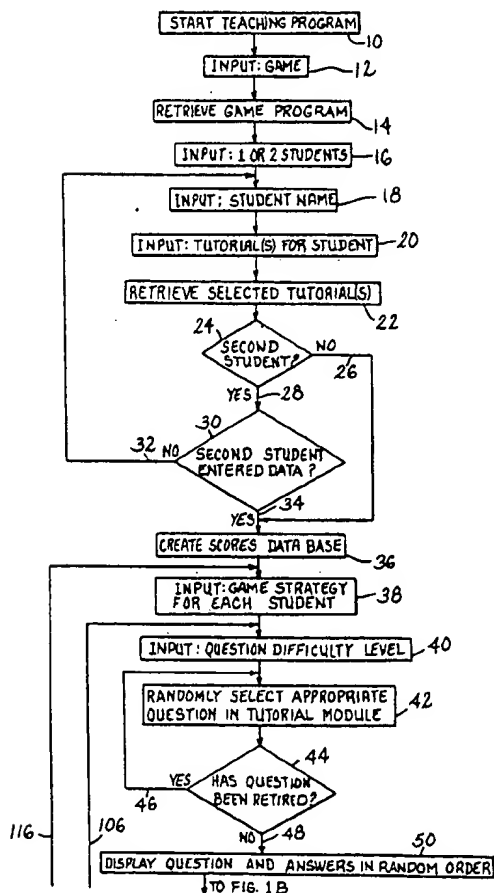 START TEACHING PROGRAM
10
INPUT: GAME
12
RETRIEVE GAME PROGRAM
14
INPUT: 1 OR 2 STUDENTS
16
INPUT: STUDENT NAME
18
INPUT: TUTORIAL(S) FOR STUDENT
20
RETRIEVE SELECTED TUTORIAL(S)
22
24
SECOND
STUDENT?
NO
26
YES
28
30
32
NO
SECOND STUDENT
ENTERED DATA?
34
YES
CREATE SCORES DATA BASE
36
INPUT: GAME STRATEGY
FOR EACH STUDENT
38
INPUT: QUESTION DIFFICULTY LEVEL
40
RANDOMLY SELECT APPROPRIATE
QUESTION IN TUTORIAL MODULE
42
44
YES
46
HAS QUESTION
BEEN RETIRED?
NO
48
116
106
50
DISPLAY QUESTION AND ANSWERS IN RANDOM ORDER
TO FIG. 1B